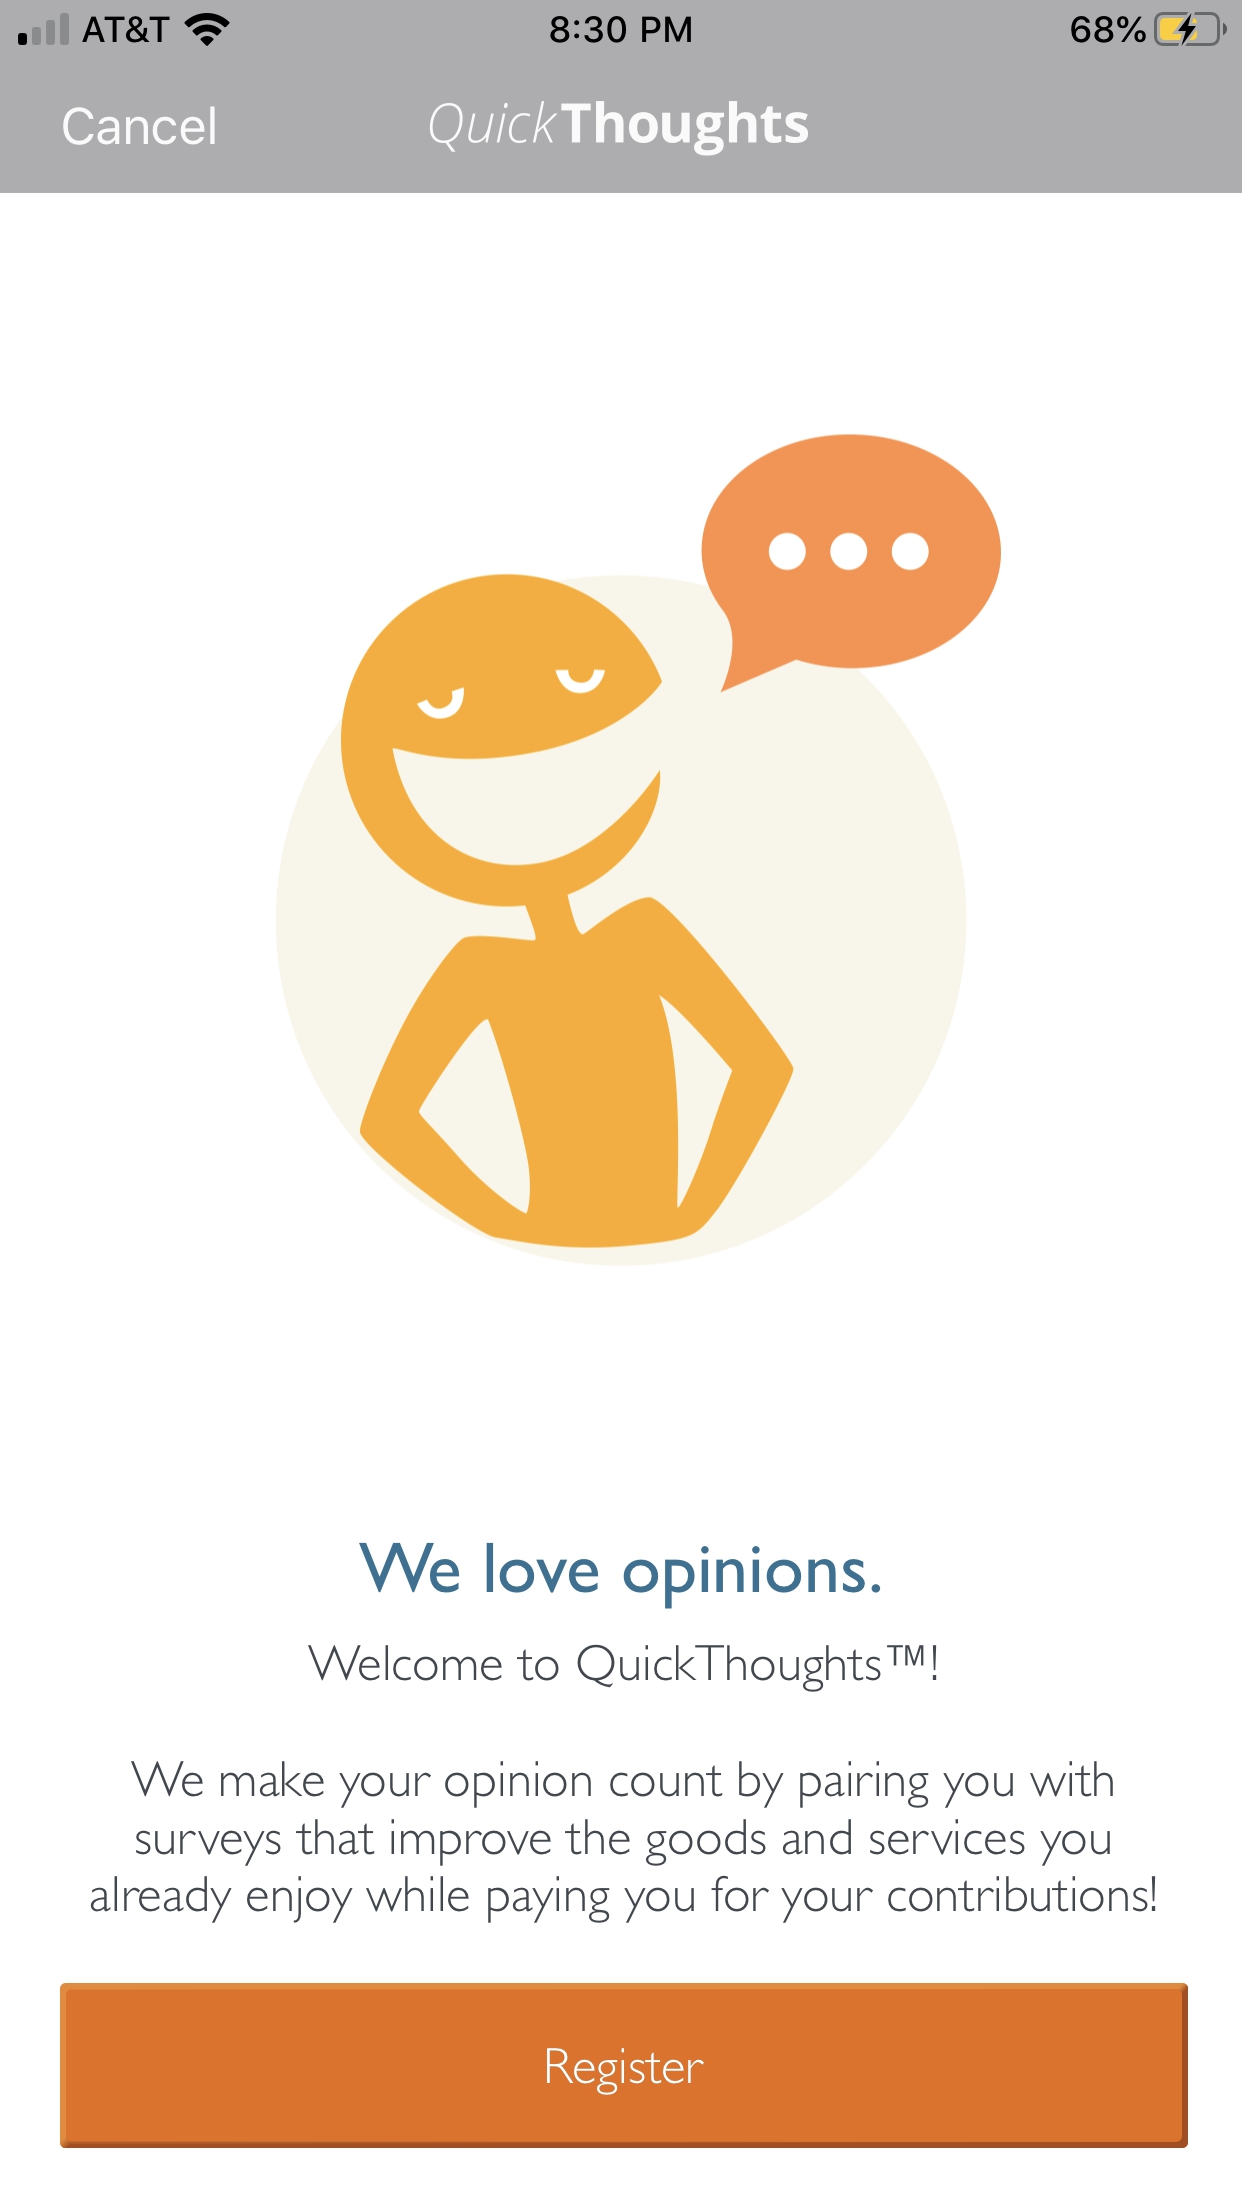 AT&T 8:30 PM 68%
Cancel QuickThoughts
We love opinions.
Welcome to QuickThoughts™!
We make your opinion count by pairing you with
surveys that improve the goods and services you
already enjoy while paying you for your contributions!
Register